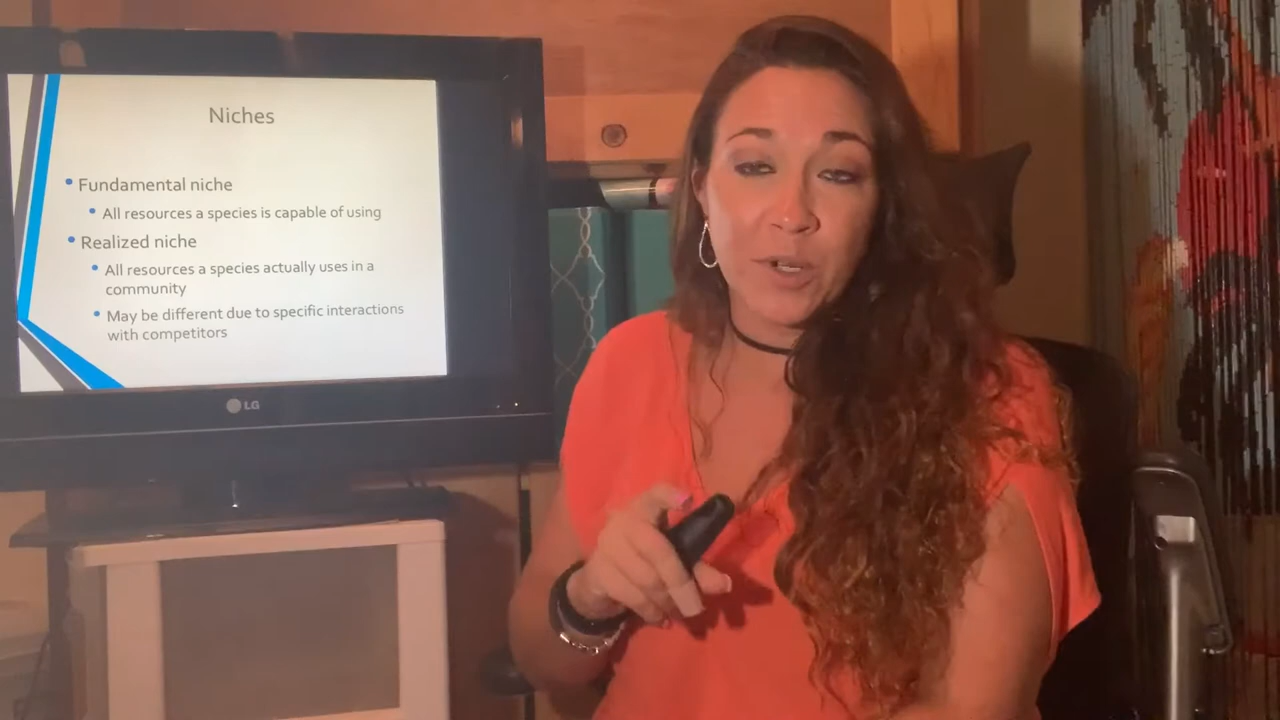 Niches
Fundamental niche
All resources a species is capable of using
Realized niche
All resources a species actually uses in a
community
May be different due to specific interactions
with competitors
LG